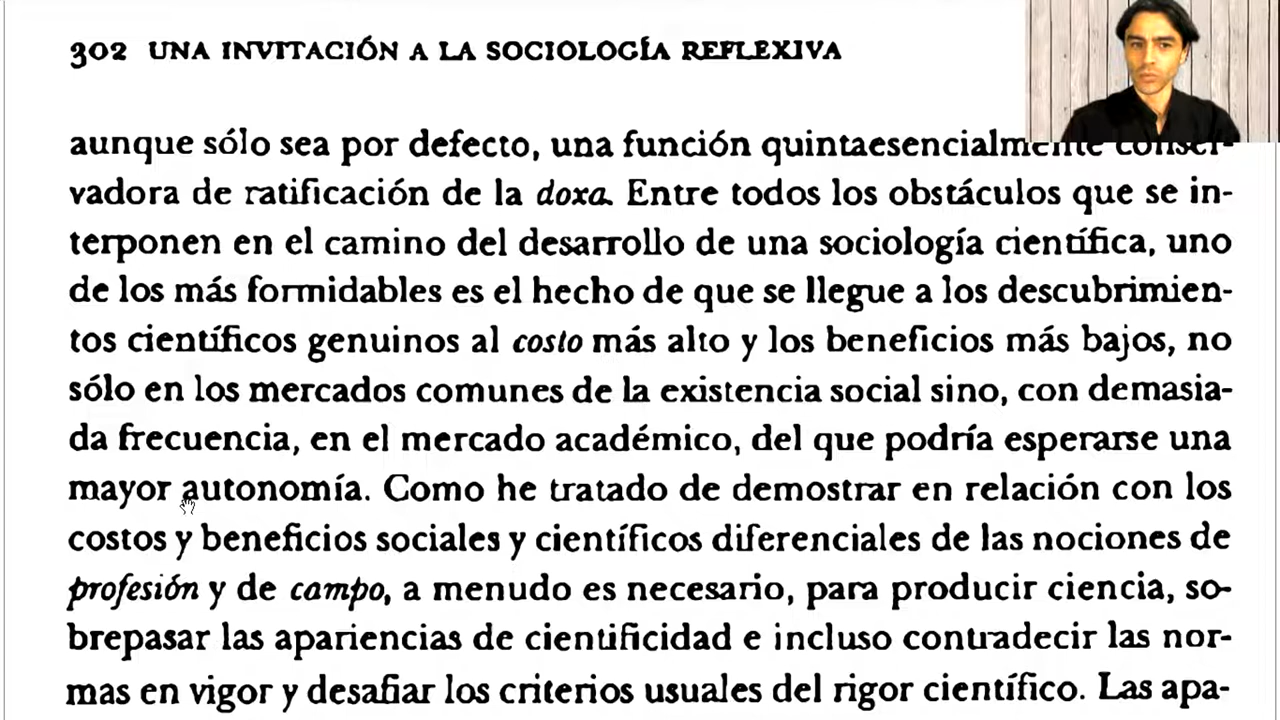 302 UNA INVITACIÓN A LA SOCIOLOGÍA REFLEXIVA
aunque sólo sea por defecto, una función quintaesencialmente conser-
vadora de ratificación de la doxa. Entre todos los obstáculos que se in-
terponen en el camino del desarrollo de una sociología científica, uno
de los más formidables es el hecho de que se llegue a los descubrimien-
tos científicos genuinos al costo más alto y los beneficios más bajos, no
sólo en los mercados comunes de la existencia social sino, con demasia-
da frecuencia, en el mercado académico, del que podría esperarse una
mayor autonomía. Como he tratado de demostrar en relación con los
costos y beneficios sociales y científicos diferenciales de las nociones de
profesión y de campo, a menudo es necesario, para producir ciencia, so-
brepasar las apariencias de cientificidad e incluso contradecir las nor-
mas en vigor y desafiar los criterios usuales del rigor científico. Las apa-